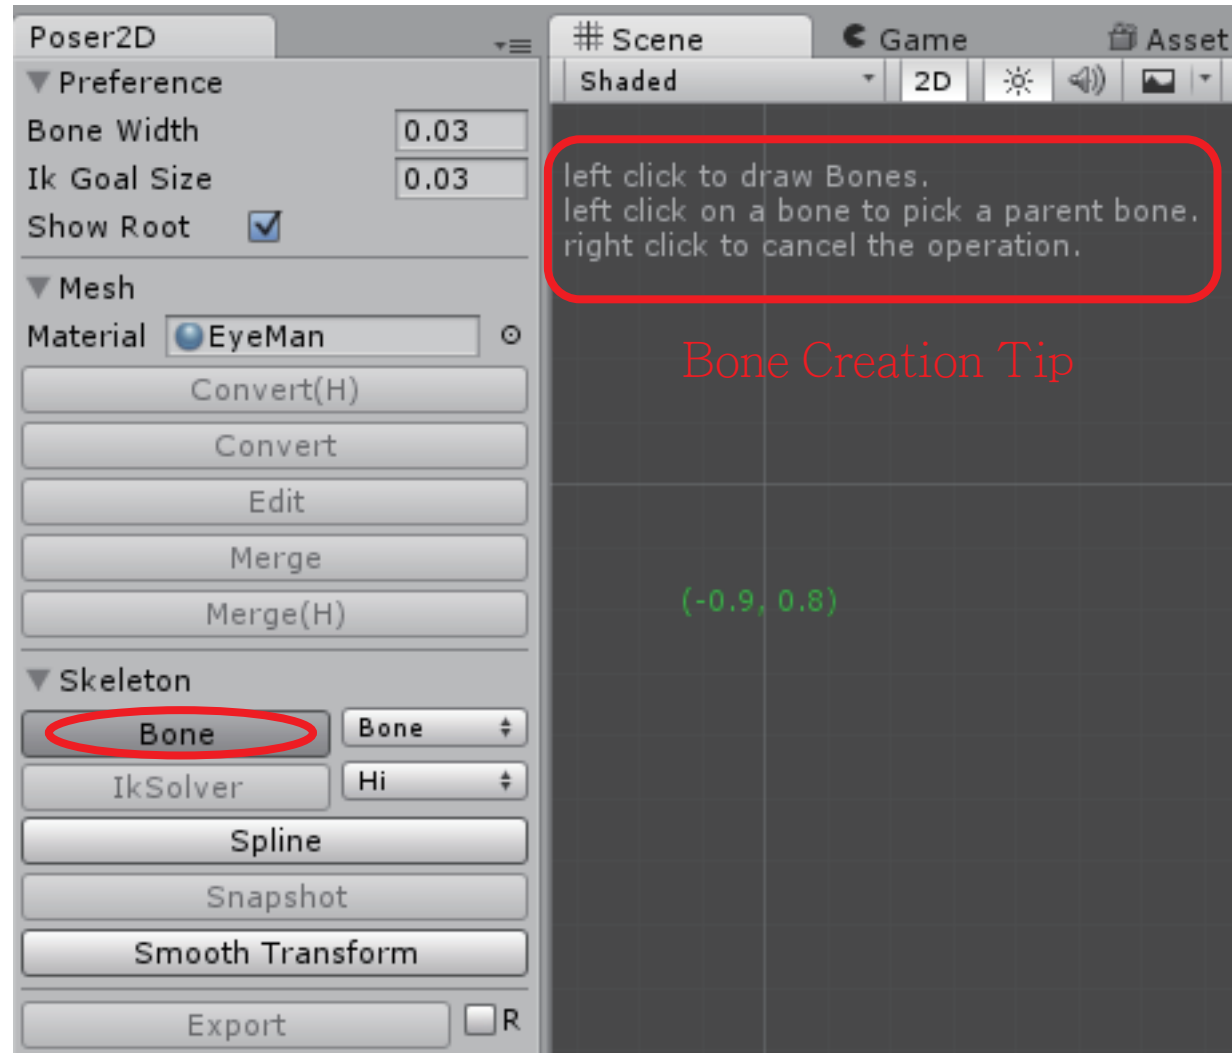 Poser2D
Preference
Bone Width 0.03
Ik Goal Size 0.03
Show Root
Mesh
Material EyeMan
Convert(H)
Convert
Edit
Merge
Merge(H)
Skeleton
Bone Bone
IkSolver Hi
Spline
Snapshot
Smooth Transform
Export R
Scene Game Asset
Shaded 2D
left click to draw Bones.
left click on a bone to pick a parent bone.
right click to cancel the operation.
Bone Creation Tip
(-0.9, 0.8)